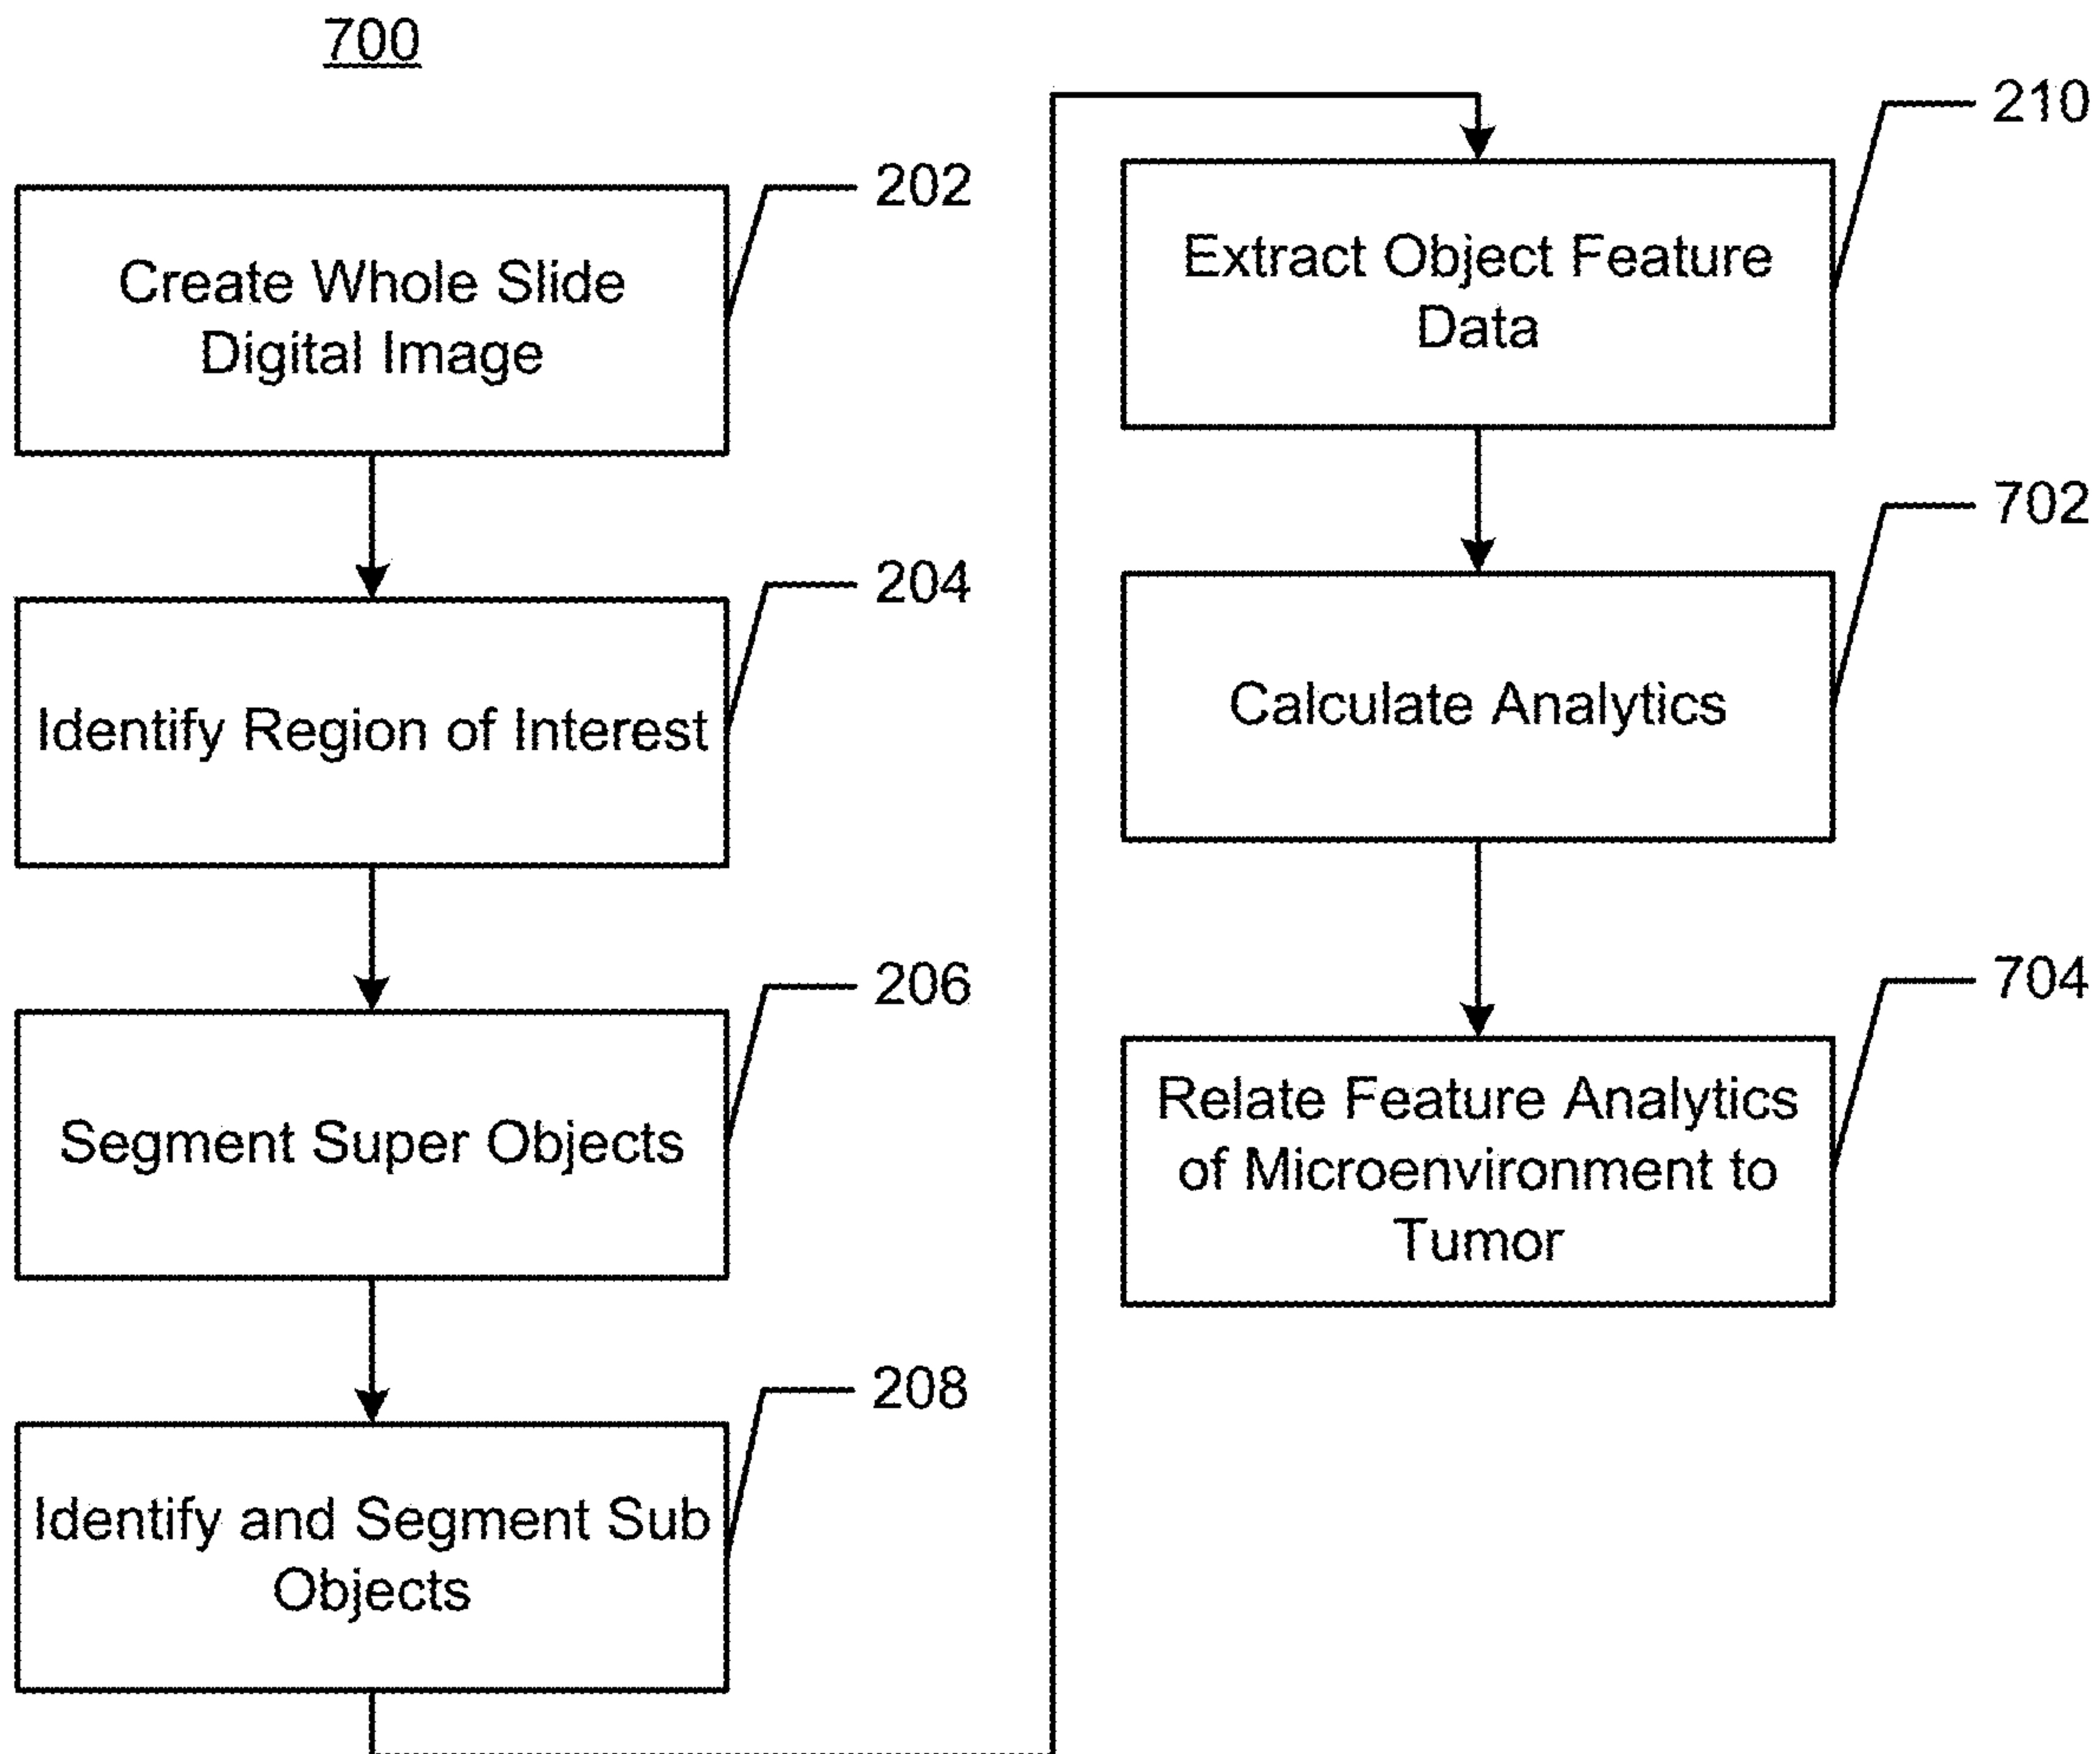 700
202
Create Whole Slide
Digital Image
204
Identify Region of Interest
206
Segment Super Objects
208
Identify and Segment Sub
Objects
210
Extract Object Feature
Data
702
Calculate Analytics
704
Relate Feature Analytics
of Microenvironment to
Tumor